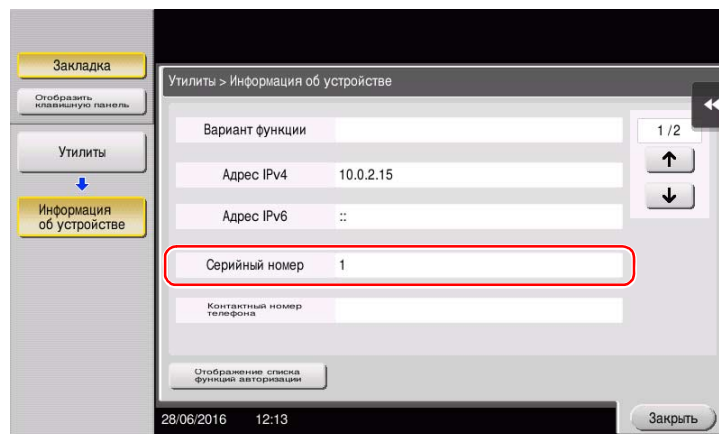 Закладка
Отобразить
клавишную панель
Утилиты
Информация
об устройстве
Утилиты > Информация об устройстве
Вариант функции
1 /2
Адрес IPv4 10.0.2.15
Адрес IPv6 ::
Серийный номер 1
Контактный номер
телефона
Отображение списка
функций авторизации
28/06/2016 12:13
Закрыть